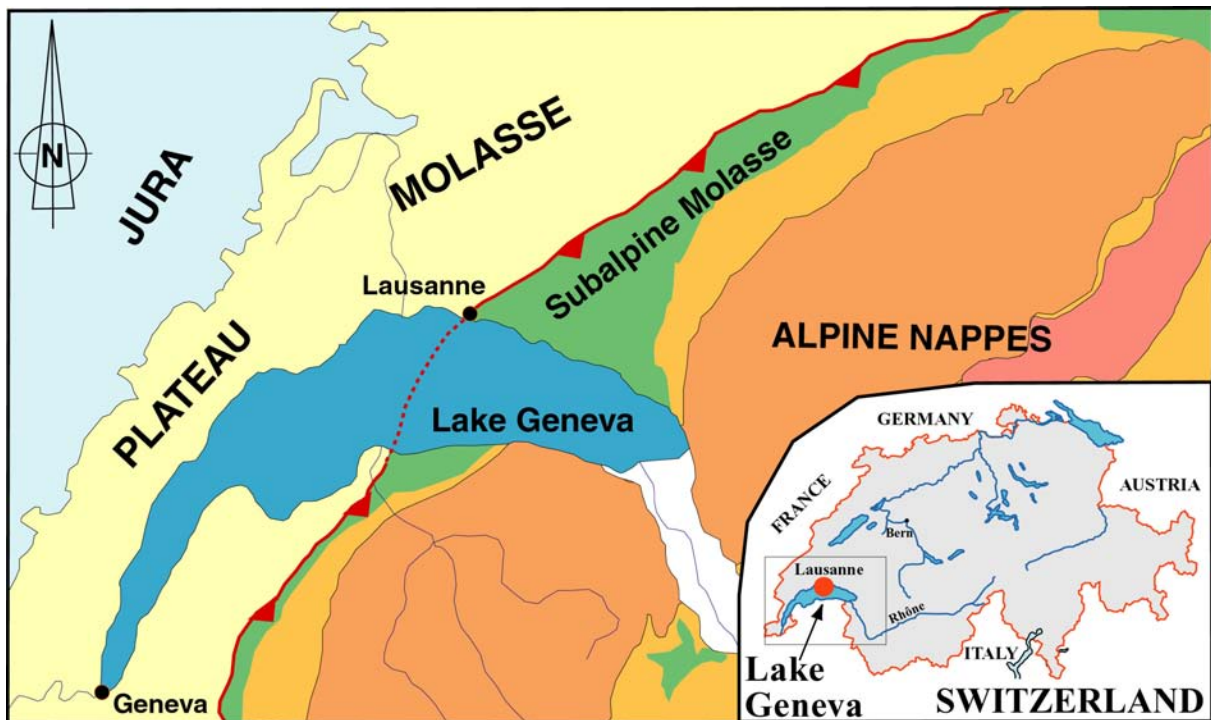 N
JURA
MOLASSE
PLATEAU
Subalpine Molasse
Lausanne
ALPINE NAPPES
Lake Geneva
Geneva
GERMANY
FRANCE
AUSTRIA
Bern
Lausanne
Rhône
ITALY
Lake
Geneva
SWITZERLAND